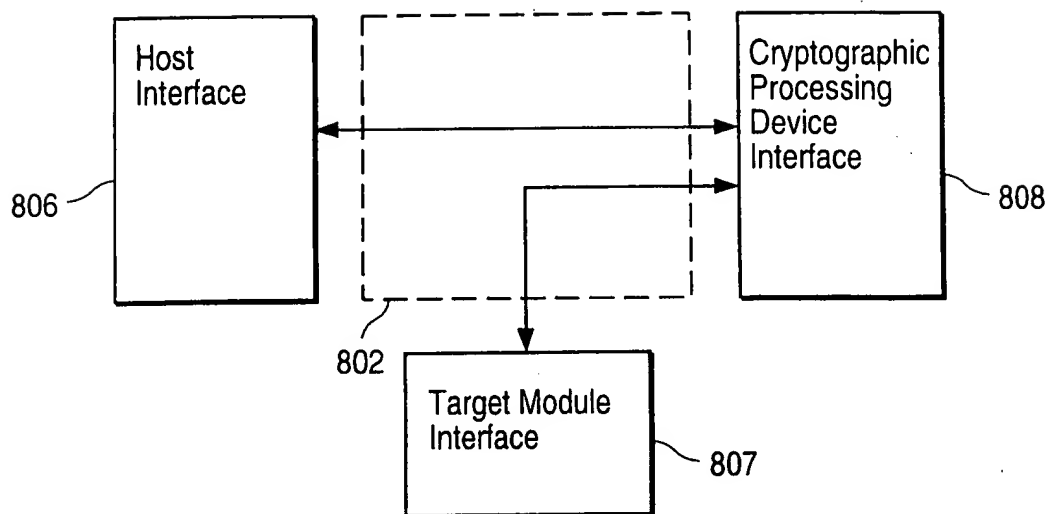 Host
Interface
Cryptographic
Processing
Device
Interface
806
808
802
Target Module
Interface
807